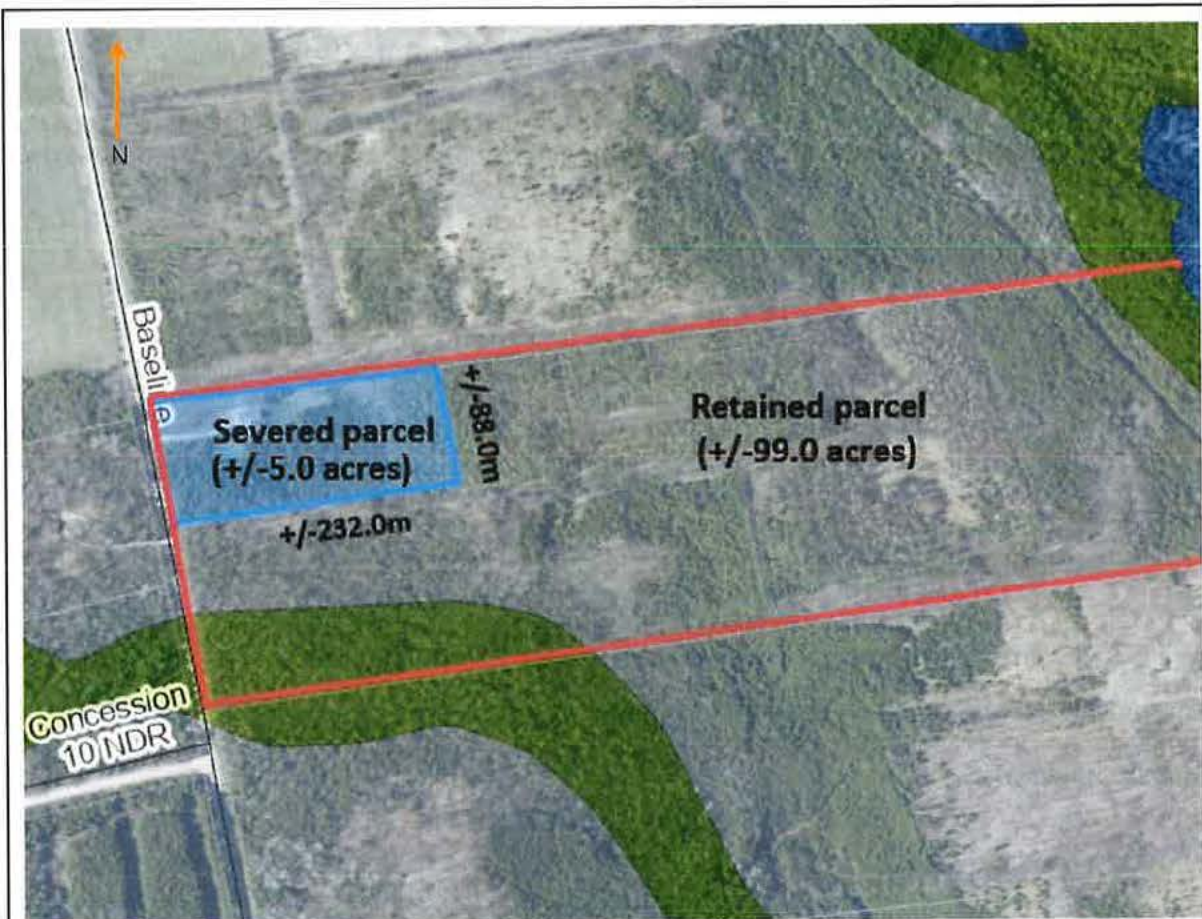 N
Baseline
Severed parcel
(+/-5.0 acres)
+/-88.0m
Retained parcel
(+/-99.0 acres)
+/-232.0m
Concession
10 NDR